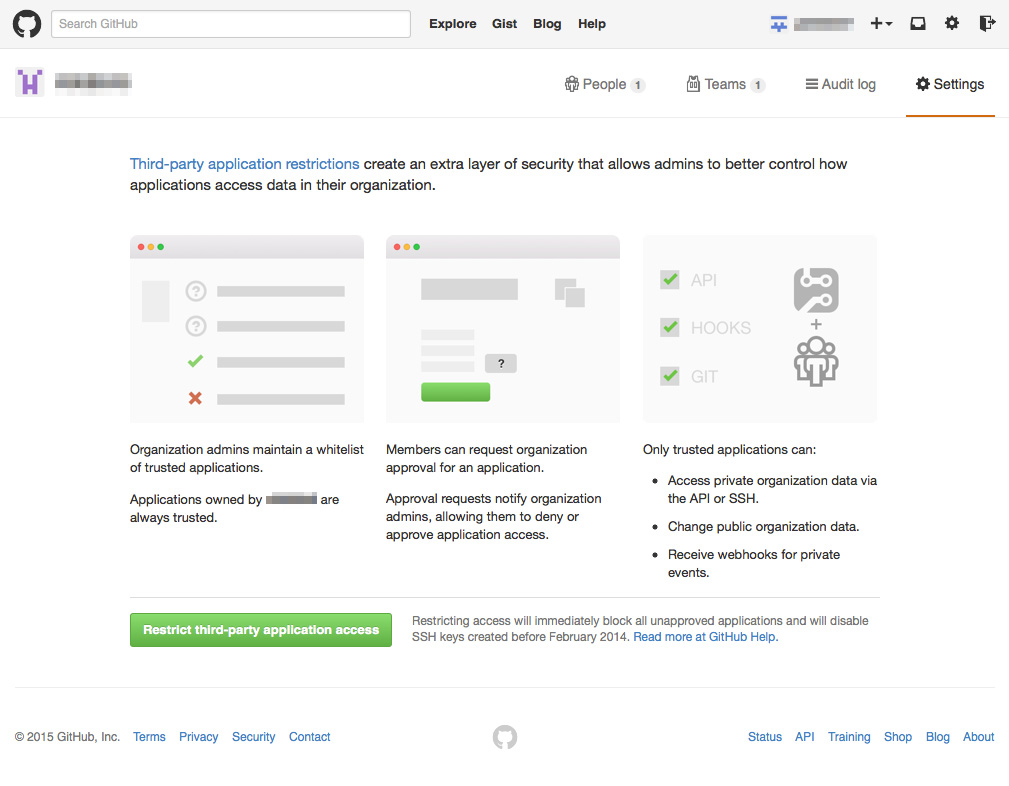 Search GitHub
Explore Gist Blog Help
People 1 Teams 1 Audit log Settings
Third-party application restrictions create an extra layer of security that allows admins to better control how
applications access data in their organization.
?
?
?
API
HOOKS
GIT
+
Organization admins maintain a whitelist
of trusted applications.
Applications owned by are
always trusted.
Members can request organization
approval for an application.
Approval requests notify organization
admins, allowing them to deny or
approve application access.
Only trusted applications can:
• Access private organization data via
the API or SSH.
• Change public organization data.
• Receive webhooks for private
events.
Restrict third-party application access
Restricting access will immediately block all unapproved applications and will disable
SSH keys created before February 2014. Read more at GitHub Help.
© 2015 GitHub, Inc. Terms Privacy Security Contact
Status API Training Shop Blog About